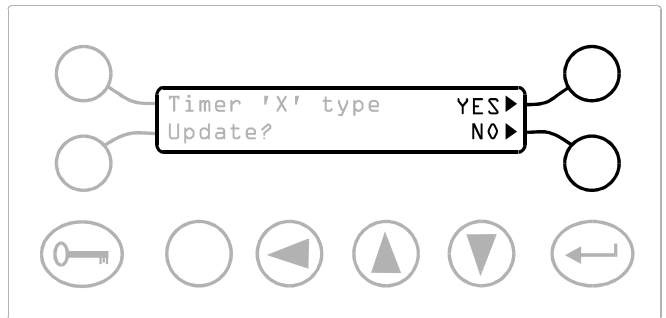 Timer 'X' type YES▶
Update? NO▶